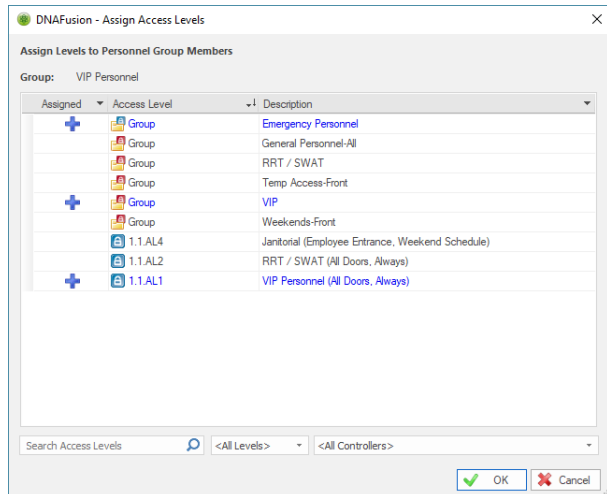 DNAFusion - Assign Access Levels
Assign Levels to Personnel Group Members
Group: VIP Personnel
Assigned Access Level Description
Group Emergency Personnel
Group General Personnel-All
Group RRT / SWAT
Group Temp Access-Front
Group VIP
Group Weekends-Front
1.1.AL4 Janitorial (Employee Entrance, Weekend Schedule)
1.1.AL2 RRT / SWAT (All Doors, Always)
1.1.AL1 VIP Personnel (All Doors, Always)
Search Access Levels <All Levels> <All Controllers>
OK Cancel